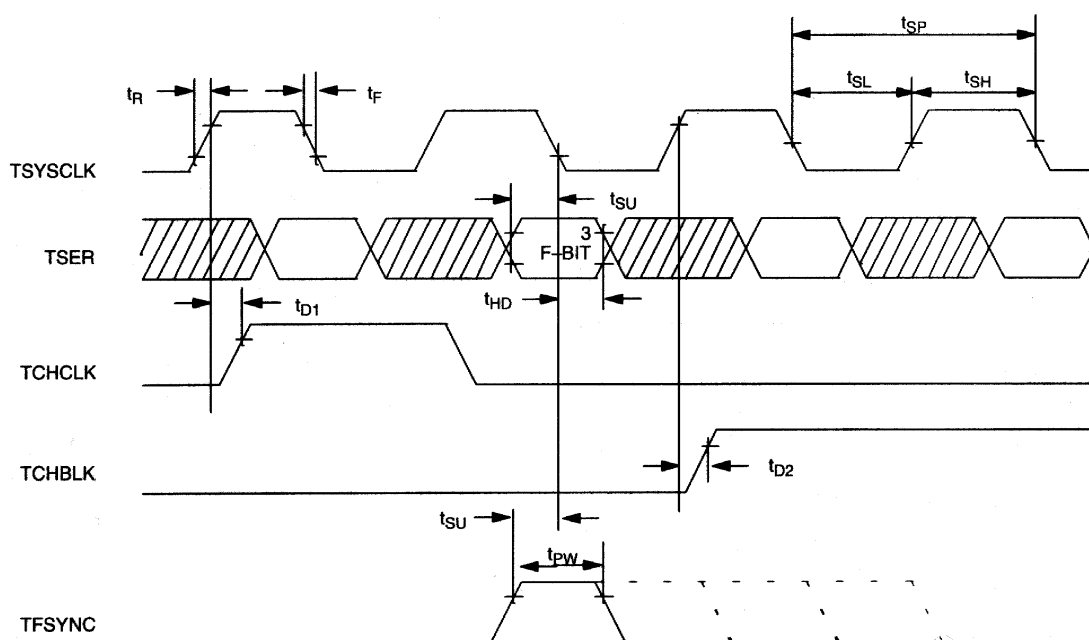 tSP
tR
tF
tSL
tSH
TSYSCLK
tSU
3
TSER
F-BIT
tHD
tD1
TCHCLK
TCHBLK
tD2
tSU
tPW
TFSYNC